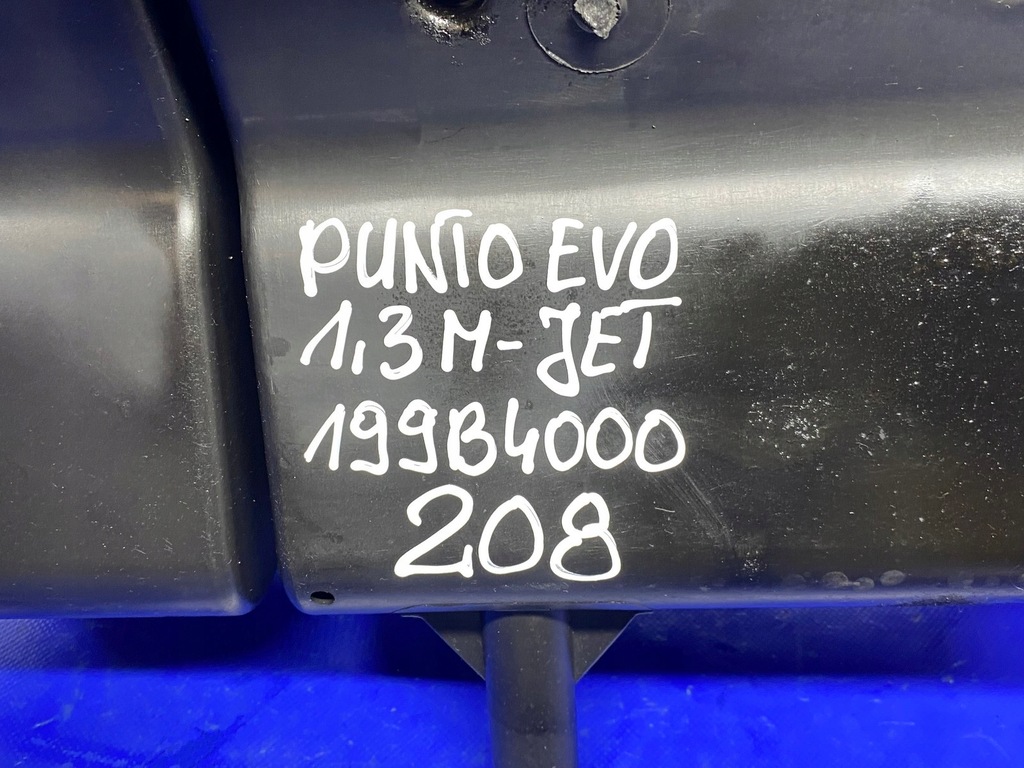 PUNTO EVO
1,3 M-JET
199B4000
208